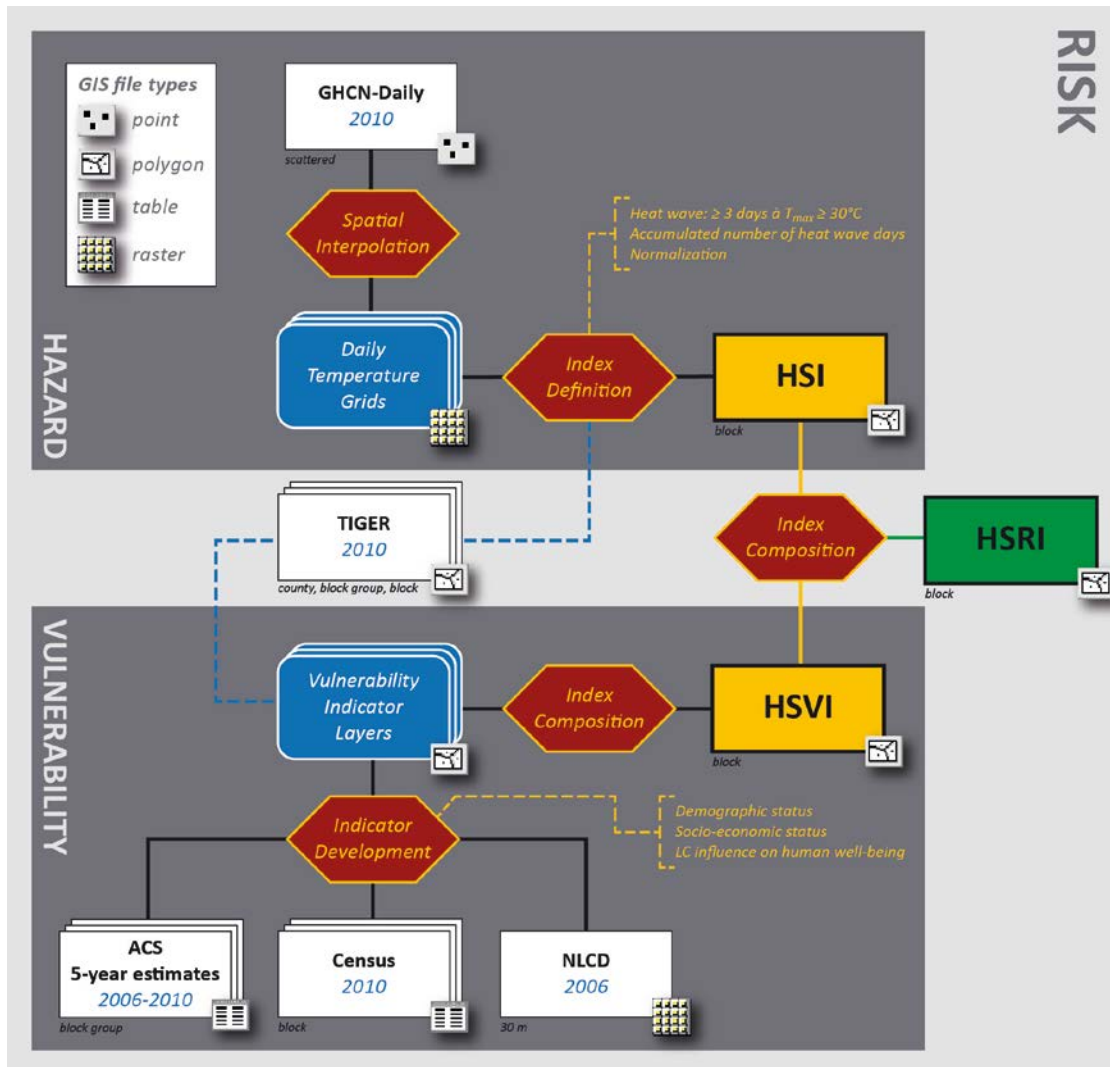 RISK
GIS file types
point
polygon
table
raster
GHCN-Daily
2010
scattered
Spatial
Interpolation
Heat wave: ≥ 3 days à Tmax ≥ 30°C
Accumulated number of heat wave days
Normalization
HAZARD
Daily
Temperature
Grids
Index
Definition
HSI
block
TIGER
2010
county, block group, block
Index
Composition
HSRI
block
VULNERABILITY
Vulnerability
Indicator
Layers
Index
Composition
HSVI
block
Indicator
Development
Demographic status
Socio-economic status
LC influence on human well-being
ACS
5-year estimates
2006-2010
block group
Census
2010
block
NLCD
2006
30 m